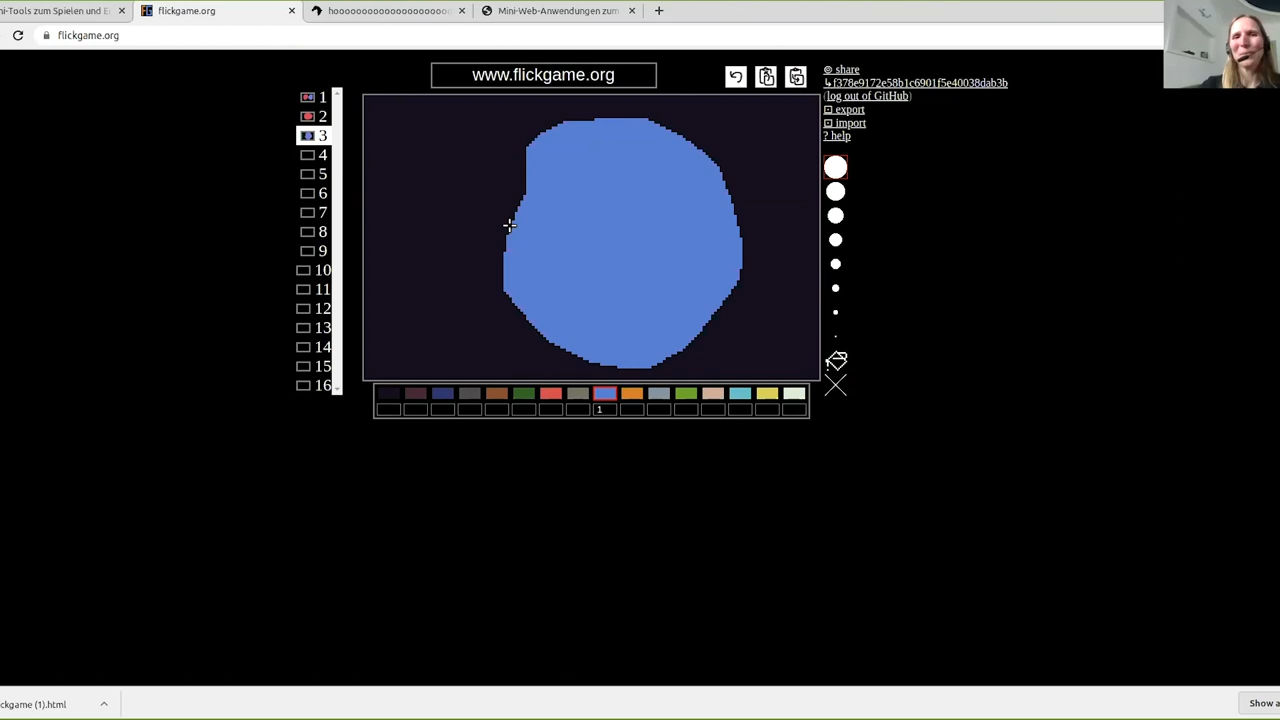 ni-Tools zum Spielen und E
flickgame.org
hooooooooooooooooooooo
Mini-Web-Anwendungen zum
flickgame.org
www.flickgame.org
share
↳f378e9172e58b1c6901f5e40038dab3b
(log out of GitHub)
export
import
? help
1
2
3
4
5
6
7
8
9
10
11
12
13
14
15
16
1
ckgame (1).html
Show a